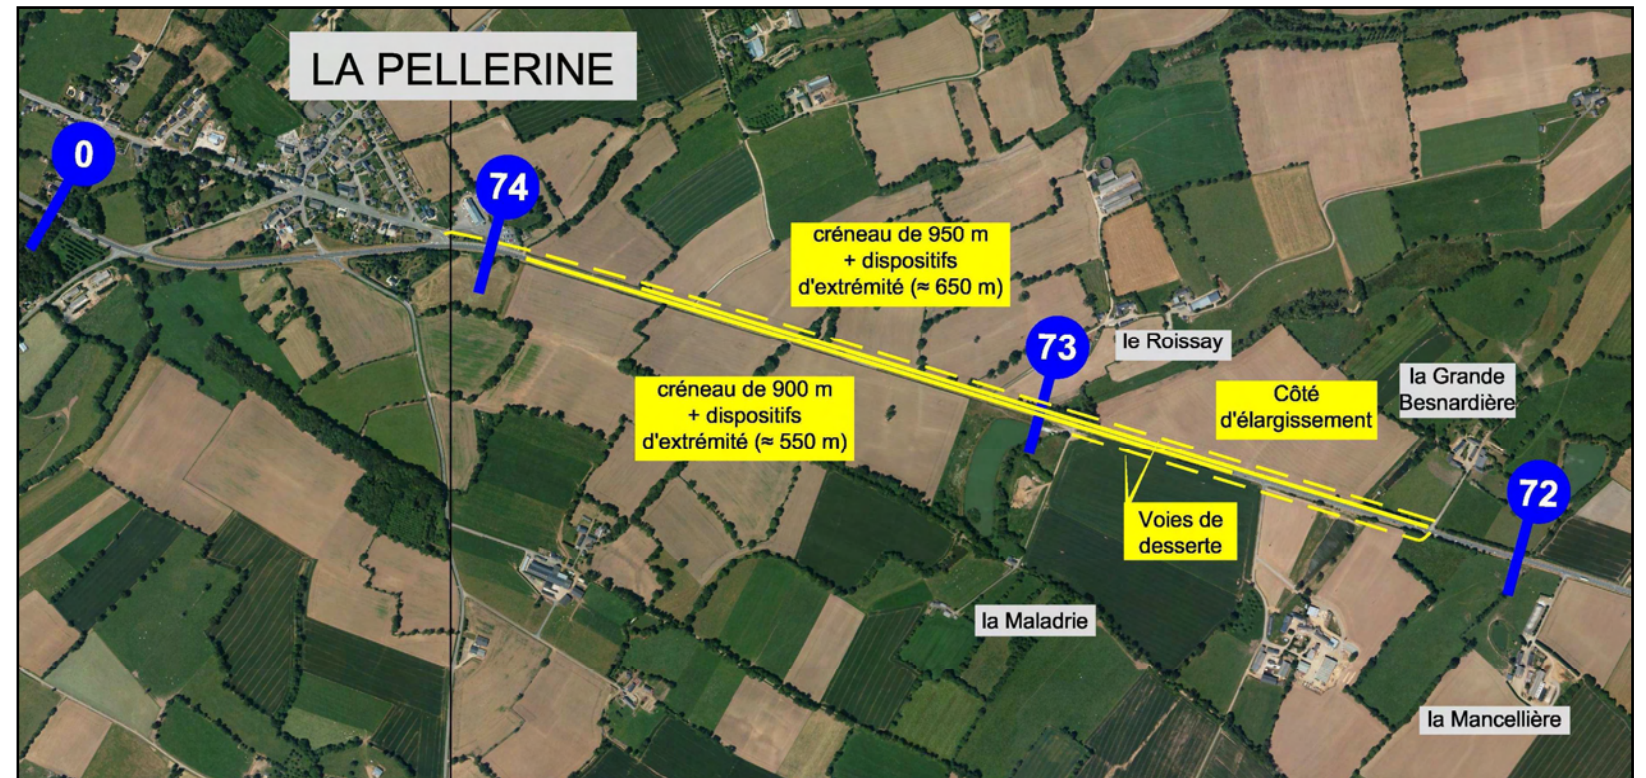 LA PELLERINE
0
74
créneau de 950 m
+ dispositifs
d'extrémité (≈ 650 m)
73
le Roissay
créneau de 900 m
+ dispositifs
d'extrémité (≈ 550 m)
Côté
d'élargissement
la Grande
Besnardière
72
Voies de
desserte
la Maladrie
la Mancellière